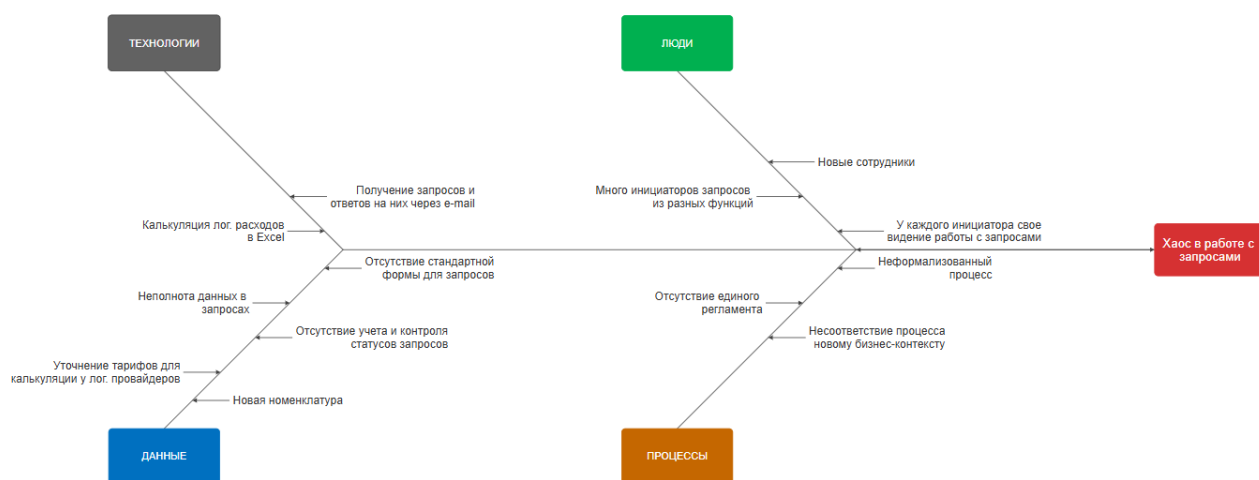 ТЕХНОЛОГИИ
ЛЮДИ
Новые сотрудники
Получение запросов и
ответов на них через e-mail
Много инициаторов запросов
из разных функций
Калькуляция лог. расходов
в Excel
У каждого инициатора свое
видение работы с запросами
Хаос в работе с
запросами
Отсутствие стандартной
формы для запросов
Неформализованный
процесс
Неполнота данных в
запросах
Отсутствие единого
регламента
Отсутствие учета и контроля
статусов запросов
Несоответствие процесса
новому бизнес-контексту
Уточнение тарифов для
калькуляции у лог. провайдеров
Новая номенклатура
ДАННЫЕ
ПРОЦЕССЫ